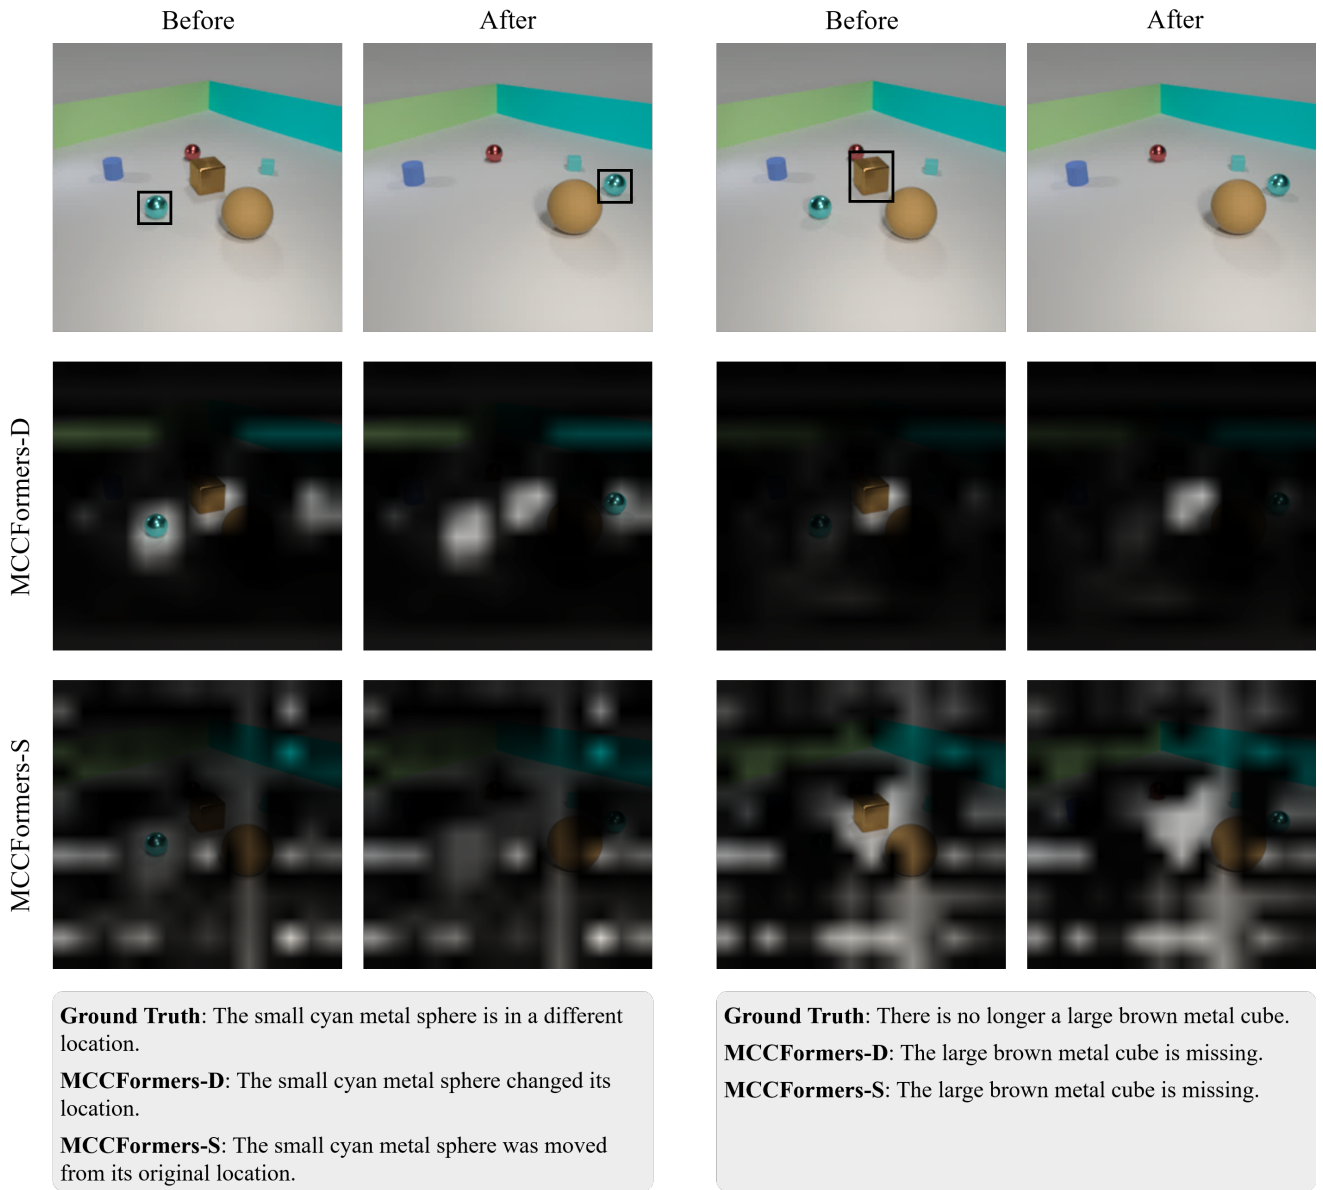 Before
After
Before
After
MCCFormers-D
MCCFormers-S
Ground Truth: The small cyan metal sphere is in a different
location.
MCCFormers-D: The small cyan metal sphere changed its
location.
MCCFormers-S: The small cyan metal sphere was moved
from its original location.
Ground Truth: There is no longer a large brown metal cube.
MCCFormers-D: The large brown metal cube is missing.
MCCFormers-S: The large brown metal cube is missing.